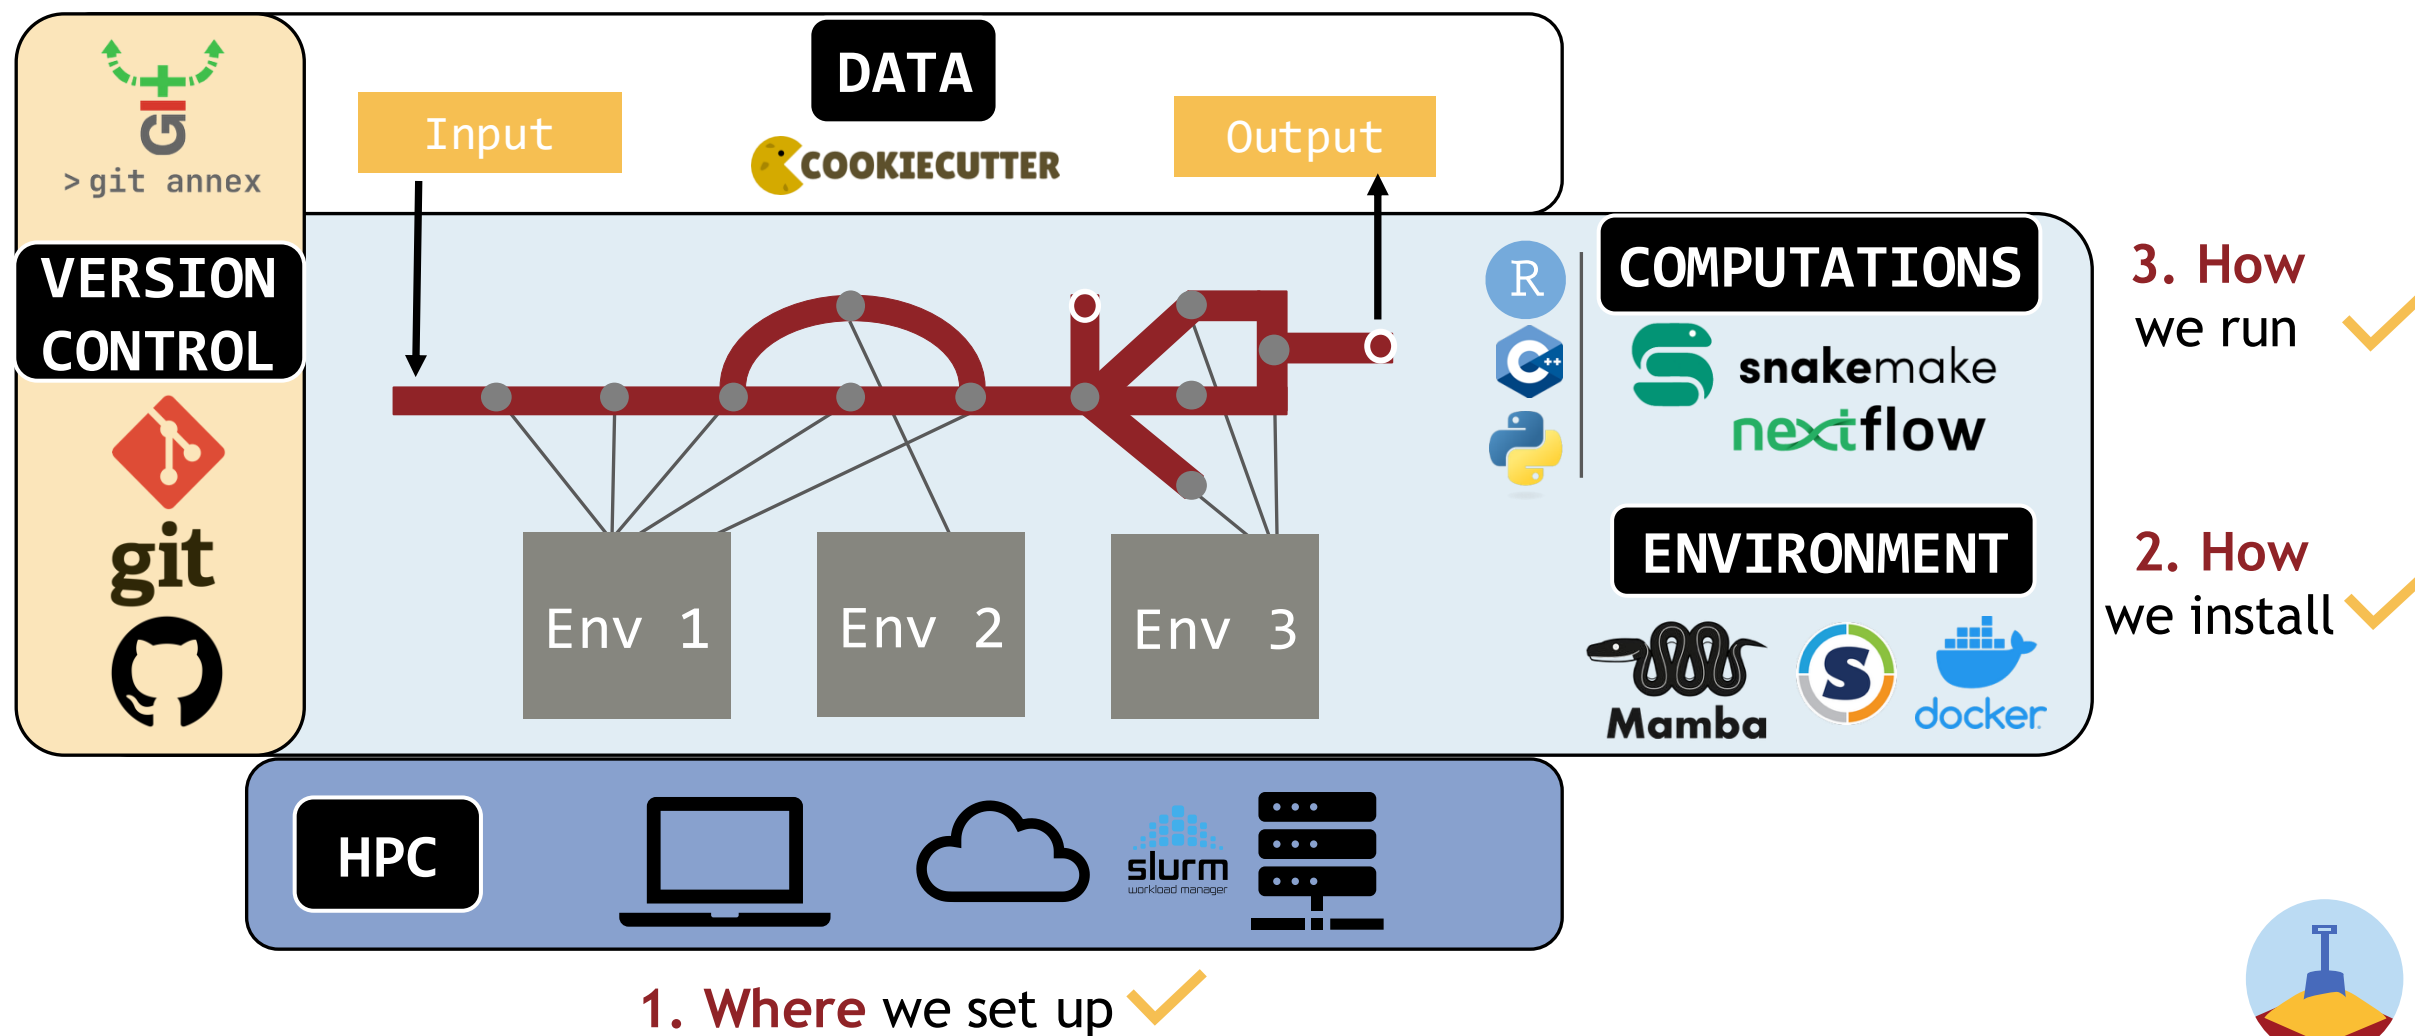 GIt
> git annex
VERSION
CONTROL
git
DATA
Input
COOKIECUTTER
Output
R
C++
COMPUTATIONS
snakemake
nextflow
3. How
we run
ENVIRONMENT
2. How
we install
Env 1
Env 2
Env 3
Mamba
S
docker
HPC
slurm
workload manager
1. Where we set up